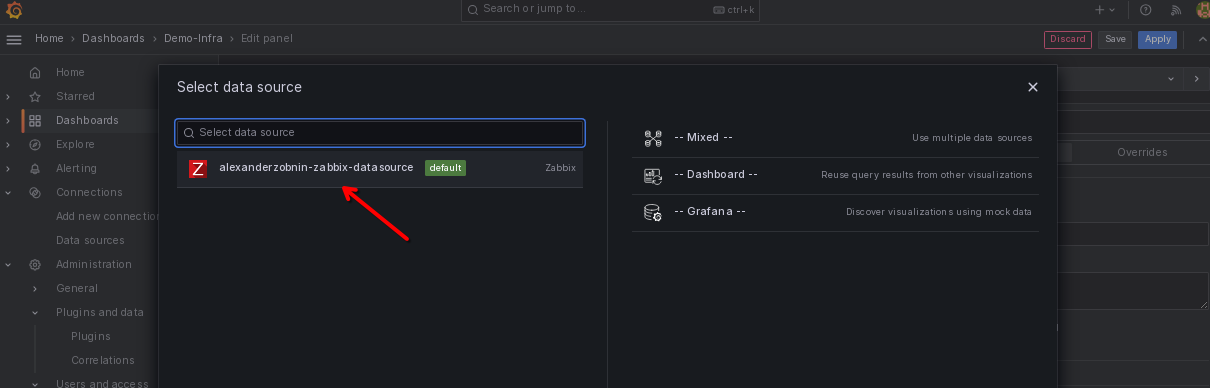 Search or jump to... ctrl+k
Home > Dashboards > Demo-Infra > Edit panel
Discard Save Apply
Home
Starred
Dashboards
Explore
Alerting
Connections
Add new connection
Data sources
Administration
General
Plugins and data
Plugins
Correlations
Users and access
Select data source
Select data source
Z alexanderzobnin-zabbix-datasource default Zabbix
-- Mixed -- Use multiple data sources
-- Dashboard -- Reuse query results from other visualizations
-- Grafana -- Discover visualizations using mock data
Overrides